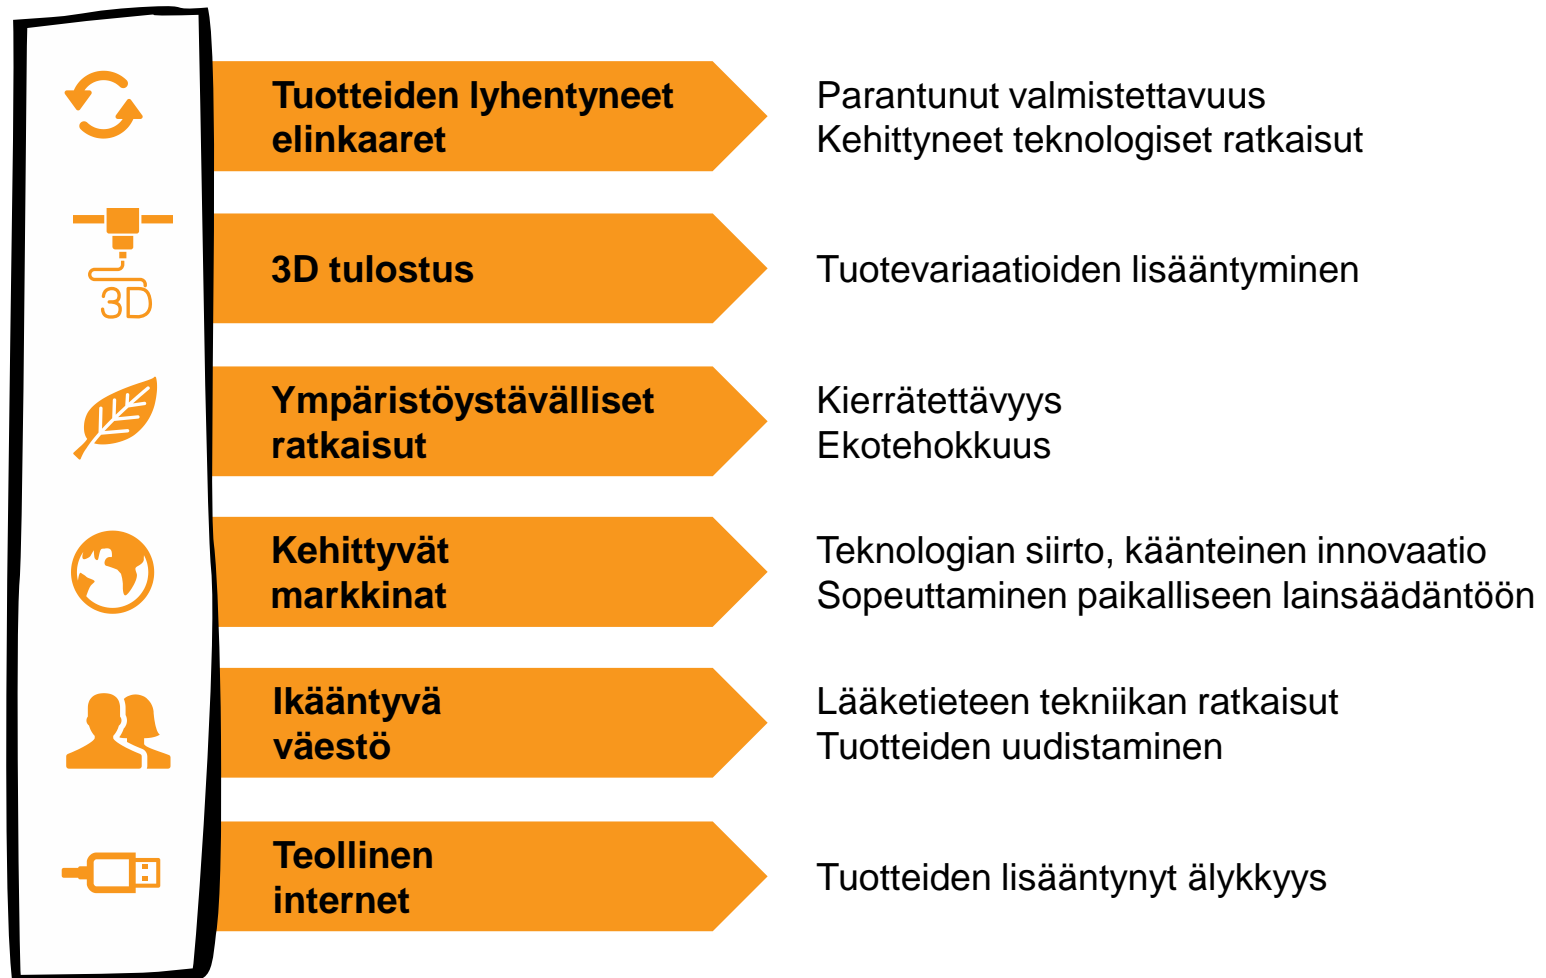 Tuotteiden lyhentyneet
elinkaaret
Parantunut valmistettavuus
Kehittyneet teknologiset ratkaisut
3D
3D tulostus
Tuotevariaatioiden lisääntyminen
Ympäristöystävälliset
ratkaisut
Kierrätettävyys
Ekotehokkuus
Kehittyvät
markkinat
Teknologian siirto, käänteinen innovaatio
Sopeuttaminen paikalliseen lainsäädäntöön
Ikääntyvä
väestö
Lääketieteen tekniikan ratkaisut
Tuotteiden uudistaminen
Teollinen
internet
Tuotteiden lisääntynyt älykkyys